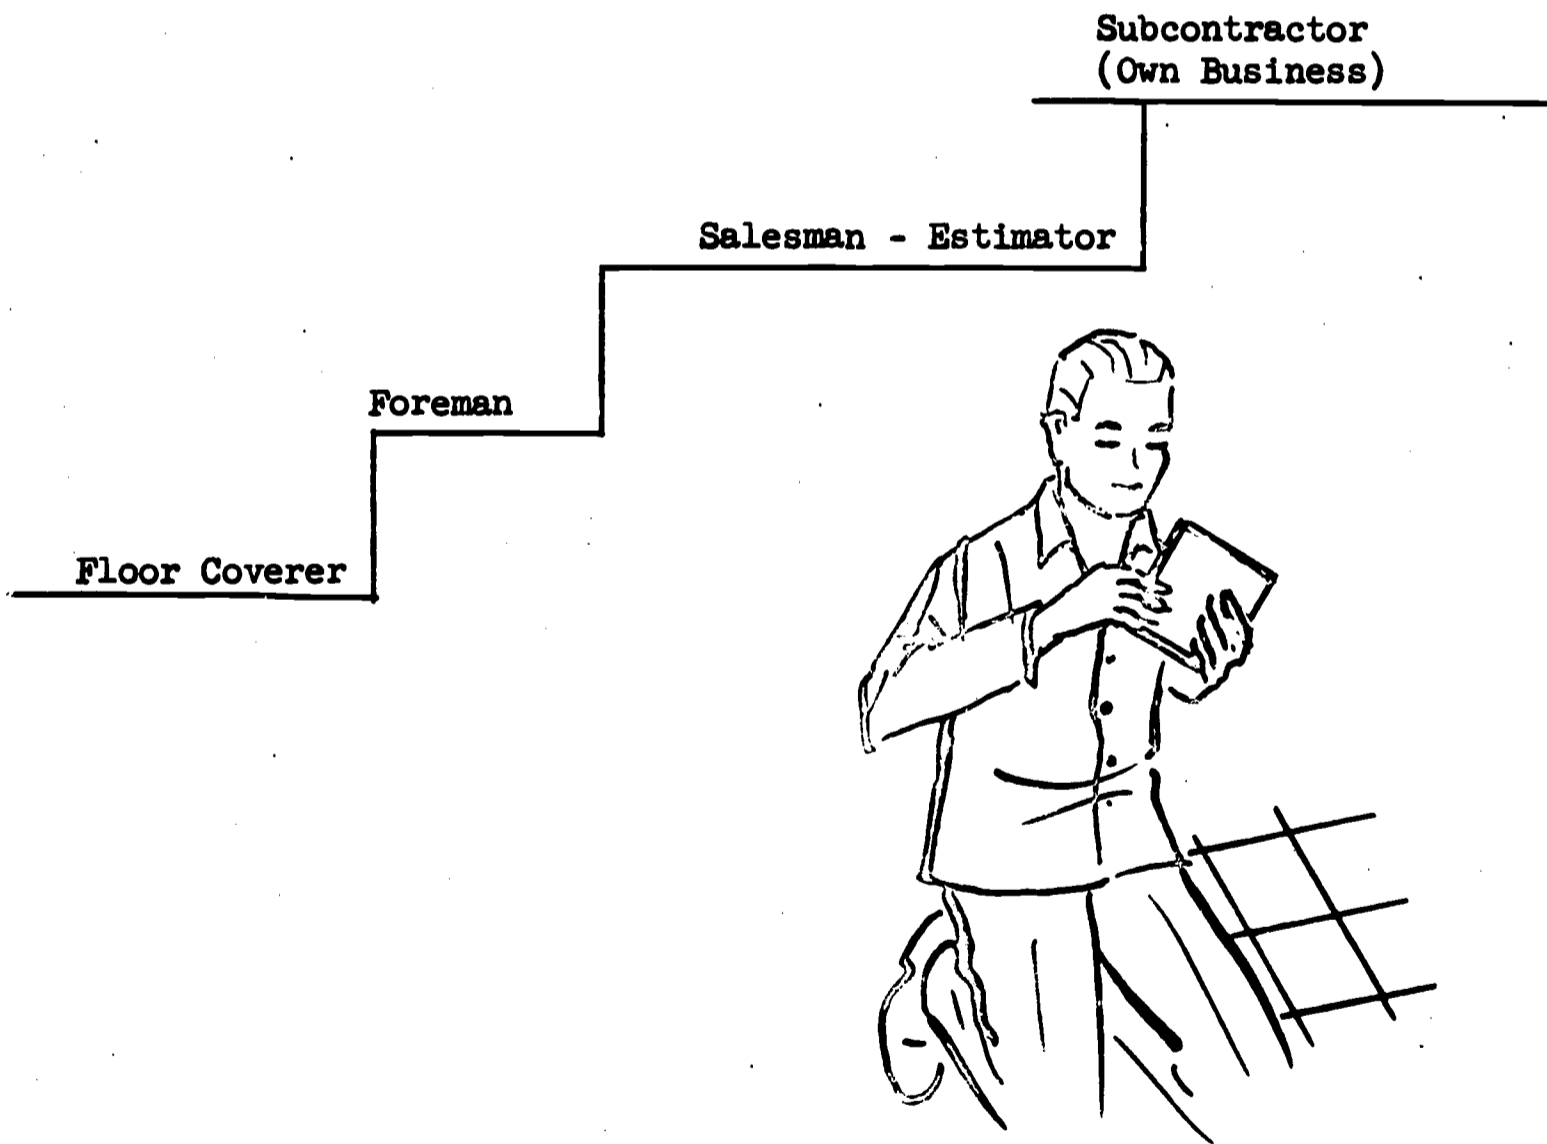 Subcontractor
(Own Business)
Salesman - Estimator
Foreman
Floor Coverer